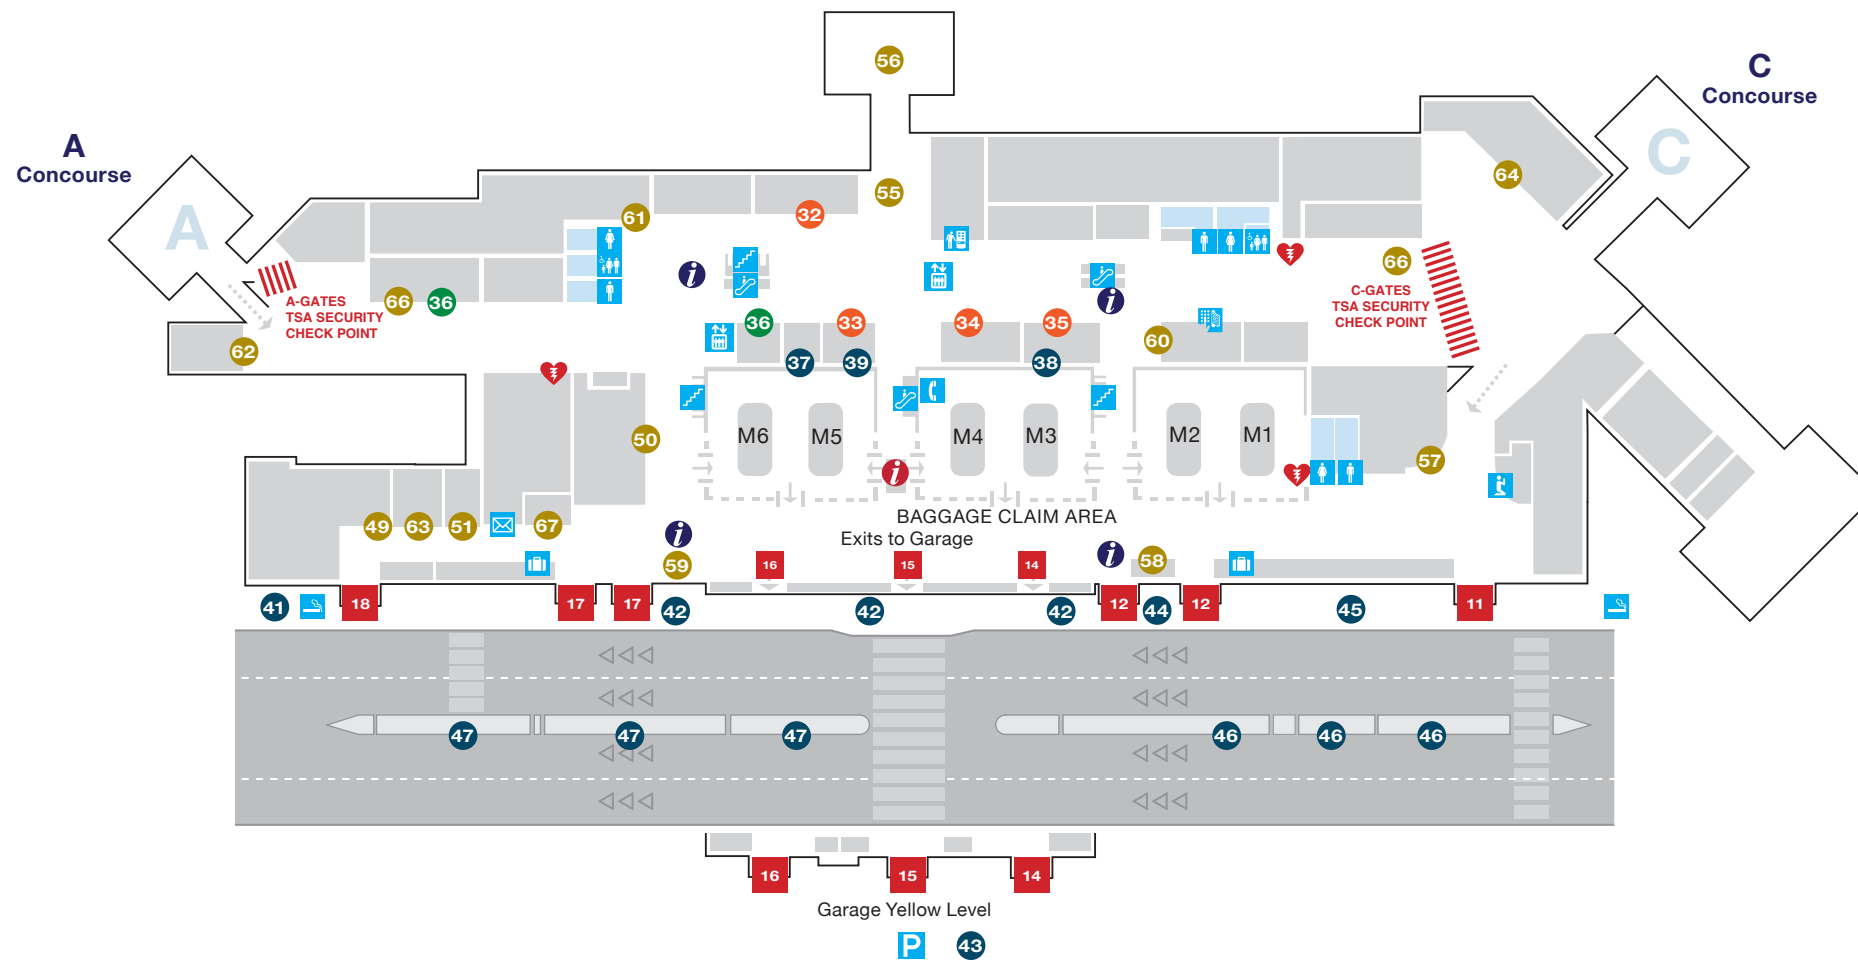 56
C
Concourse
A
Concourse
C
64
55
61
32
A
66
66
36
A-GATES
TSA SECURITY
CHECK POINT
C-GATES
TSA SECURITY
CHECK POINT
i
i
62
36
33
34
35
60
37
39
38
50
M6
M5
M4
M3
M2
M1
57
i
49
63
51
67
BAGGAGE CLAIM AREA
Exits to Garage
i
59
16
15
14
i
58
41
18
17
17
42
42
42
12
44
12
45
11
47
47
47
46
46
46
16
15
14
Garage Yellow Level
P
43